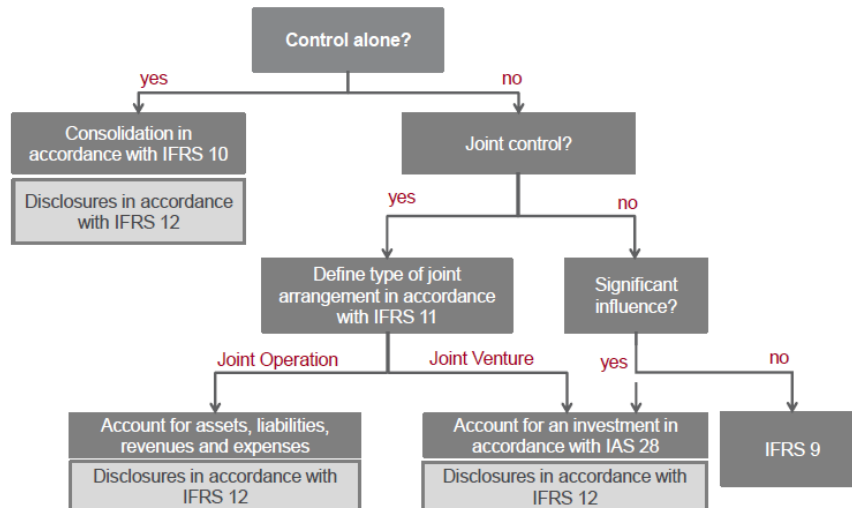 Control alone?
yes
no
Consolidation in
accordance with IFRS 10
Disclosures in accordance
with IFRS 12
Joint control?
yes
no
Define type of joint
arrangement in accordance
with IFRS 11
Significant
influence?
Joint Operation
Joint Venture
yes
no
Account for assets, liabilities,
revenues and expenses
Disclosures in accordance with
IFRS 12
Account for an investment in
accordance with IAS 28
Disclosures in accordance with
IFRS 12
IFRS 9